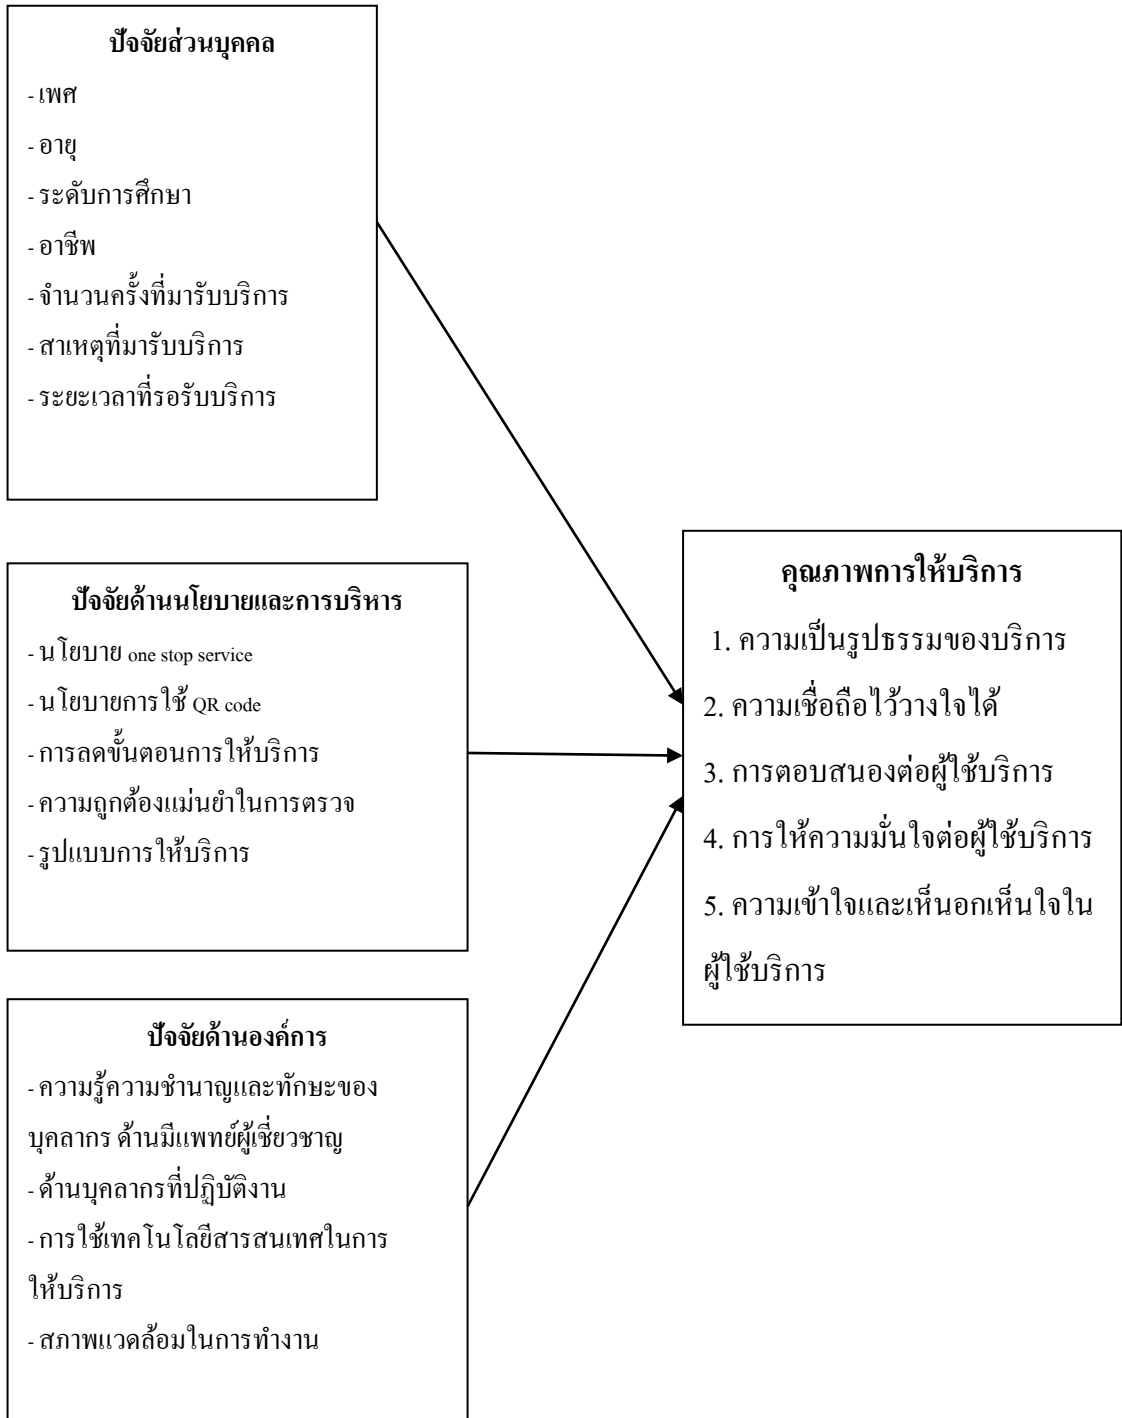 ปัจจัยส่วนบุคคล
- เพศ
- อายุ
- ระดับการศึกษา
- อาชีพ
- จำนวนครั้งที่มารับบริการ
- สาเหตุที่มารับบริการ
- ระยะเวลาที่รอรับบริการ
ปัจจัยด้านนโยบายและการบริหาร
- นโยบาย one stop service
- นโยบายการใช้ QR code
- การลดขั้นตอนการให้บริการ
- ความถูกต้องแม่นยำในการตรวจ
- รูปแบบการให้บริการ
ปัจจัยด้านองค์การ
- ความรู้ความชำนาญและทักษะของ
บุคลากร ด้านมีแพทย์ผู้เชี่ยวชาญ
- ด้านบุคลากรที่ปฏิบัติงาน
- การใช้เทคโนโลยีสารสนเทศในการ
ให้บริการ
- สภาพแวดล้อมในการทำงาน
คุณภาพการให้บริการ
1. ความเป็นรูปธรรมของบริการ
2. ความเชื่อถือไว้วางใจได้
3. การตอบสนองต่อผู้ใช้บริการ
4. การให้ความมั่นใจต่อผู้ใช้บริการ
5. ความเข้าใจและเห็นอกเห็นใจใน
ผู้ใช้บริการ